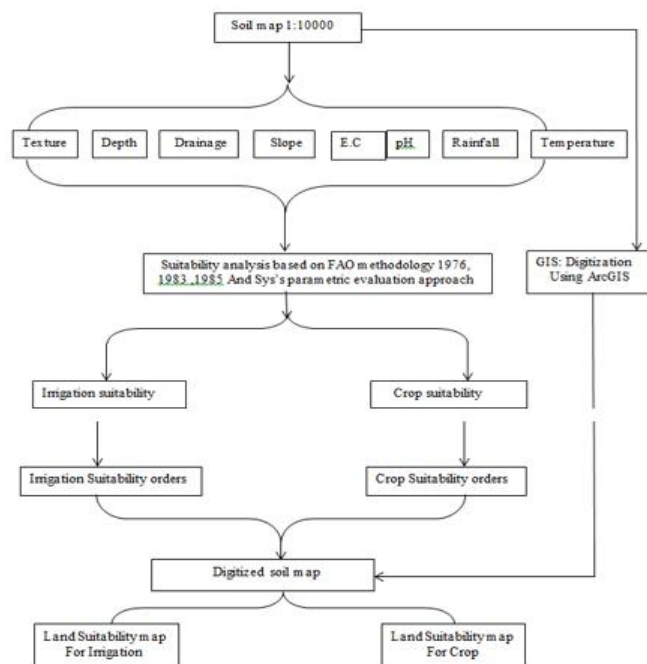 Soil map 1:10000
Texture
Depth
Drainage
Slope
E.C
pH
Rainfall
Temperature
Suitability analysis based on FAO methodology 1976,
1983 ,1985 And Sys's parametric evaluation approach
GIS: Digitization
Using ArcGIS
Irrigation suitability
Crop suitability
Irrigation Suitability orders
Crop Suitability orders
Digitized soil map
Land Suitability map
For Irrigation
Land Suitability map
For Crop